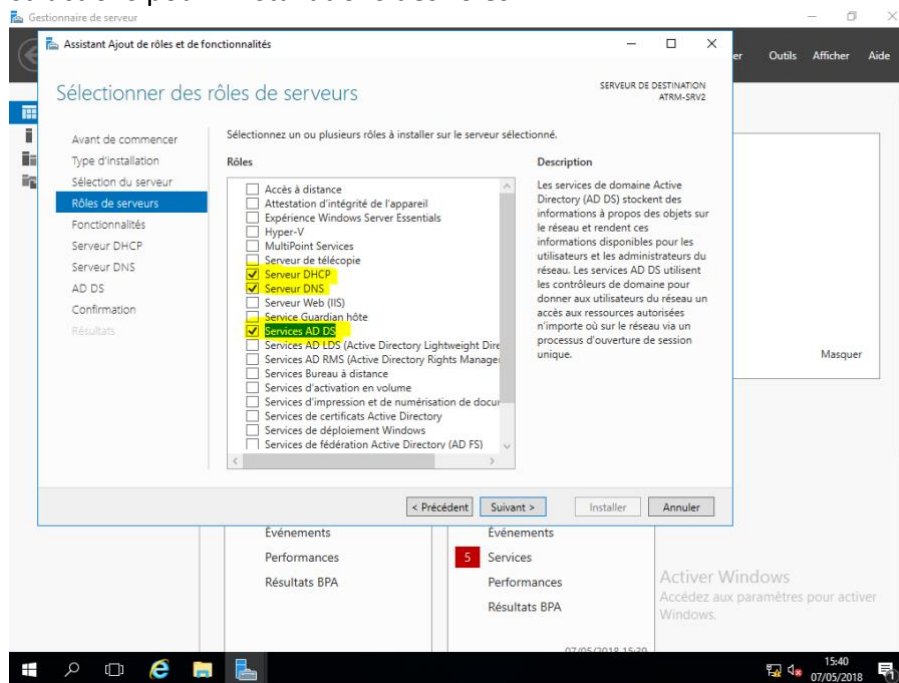 Gestionnaire de serveur
Assistant Ajout de rôles et de fonctionnalités
Outils Afficher Aide
Sélectionner des rôles de serveurs
SERVEUR DE DESTINATION
ATRM-SRV2
Avant de commencer
Type d'installation
Sélection du serveur
Rôles de serveurs
Fonctionnalités
Serveur DHCP
Serveur DNS
AD DS
Confirmation
Résultats
Sélectionnez un ou plusieurs rôles à installer sur le serveur sélectionné.
Rôles
Accès à distance
Attestation d'intégrité de l'appareil
Expérience Windows Server Essentials
Hyper-V
MultiPoint Services
Serveur de télécopie
Serveur DHCP
Serveur DNS
Serveur Web (IIS)
Service Guardian hôte
Services AD DS
Services AD LDS (Active Directory Lightweight Dire
Services AD RMS (Active Directory Rights Manage
Services Bureau à distance
Services d'activation en volume
Services d'impression et de numérisation de docu
Services de certificats Active Directory
Services de déploiement Windows
Services de fédération Active Directory (AD FS)
Description
Les services de domaine Active
Directory (AD DS) stockent des
informations à propos des objets sur
le réseau et rendent ces
informations disponibles pour les
utilisateurs et les administrateurs du
réseau. Les services AD DS utilisent
les contrôleurs de domaine pour
donner aux utilisateurs du réseau un
accès aux ressources autorisées
n'importe où sur le réseau via un
processus d'ouverture de session
unique.
Masquer
< Précédent
Suivant >
Installer
Annuler
Événements
Performances
Résultats BPA
Événements
5 Services
Performances
Résultats BPA
07/05/2018 15:39
Activer Windows
Accédez aux paramètres pour activer
Windows.
15:40
07/05/2018